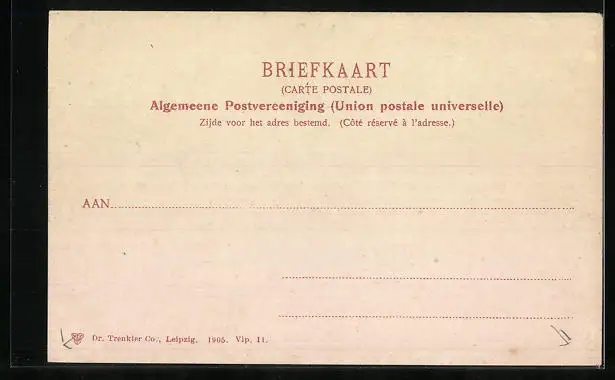 BRIEFKAART
(CARTE POSTALE)
Algemeene Postvereeniging (Union postale universelle)
Zijde voor het adres bestemd. (Côté réservé à l'adresse.)
AAN
Dr. Trenkler Co., Leipzig. 1905. Vip. 11.